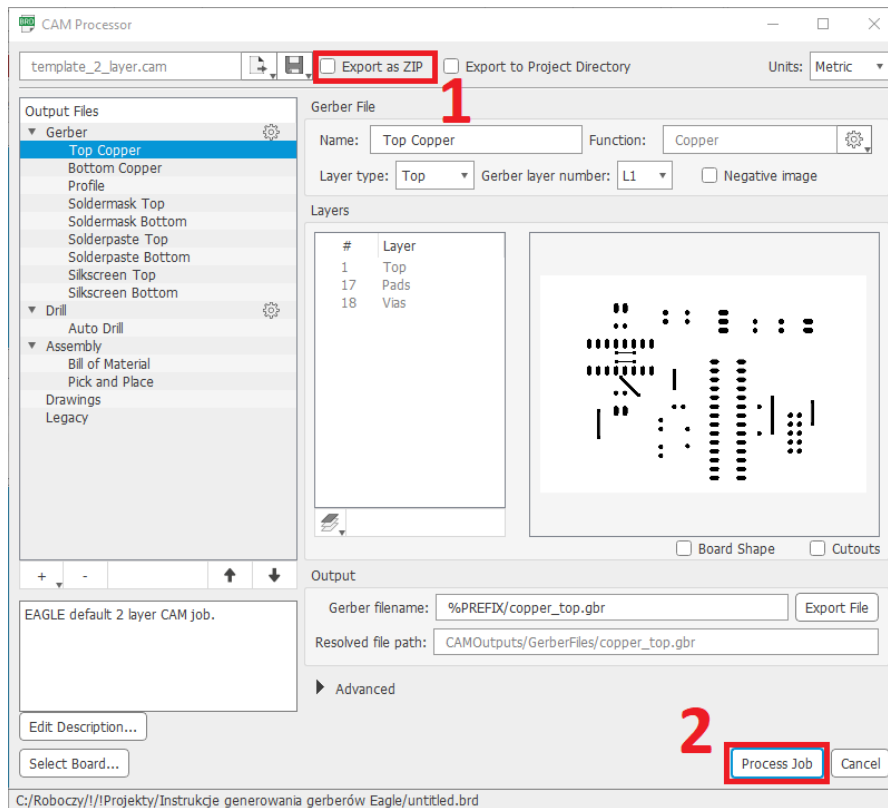 CAM Processor
template_2_layer.cam
Export as ZIP
Export to Project Directory
Units: Metric
1
Output Files
Gerber
Top Copper
Bottom Copper
Profile
Soldermask Top
Soldermask Bottom
Solderpaste Top
Solderpaste Bottom
Silkscreen Top
Silkscreen Bottom
Drill
Auto Drill
Assembly
Bill of Material
Pick and Place
Drawings
Legacy
+ -
EAGLE default 2 layer CAM job.
Edit Description...
Select Board...
Gerber File
Name: Top Copper Function: Copper
Layer type: Top Gerber layer number: L1 Negative image
Layers
# Layer
1 Top
17 Pads
18 Vias
Board Shape Cutouts
Output
Gerber filename: %PREFIX/copper_top.gbr Export File
Resolved file path: CAMOutputs/GerberFiles/copper_top.gbr
Advanced
2
Process Job Cancel
C:/Roboczy/!/!Projekty/Instrukcje generowania gerberów Eagle/untitled.brd